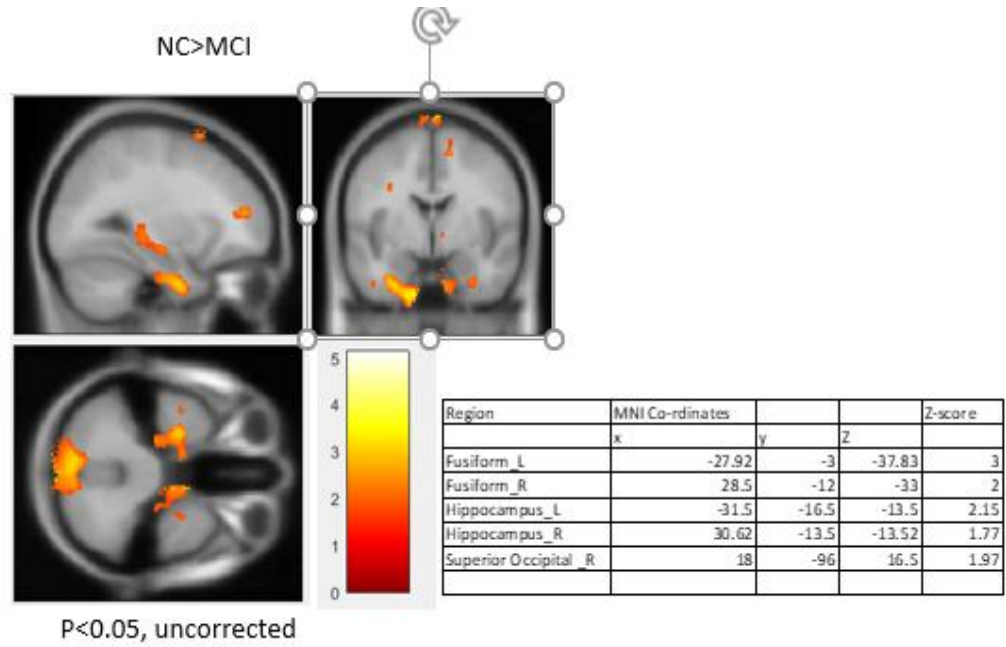 NC>MCI
5
4
3
2
1
0
Region MNI Co-rdinates Z-score
x y Z
Fusiform_L -27.92 -3 -37.83 3
Fusiform_R 28.5 -12 -33 2
Hippocampus_L -31.5 -16.5 -13.5 2.15
Hippocampus_R 30.62 -13.5 -13.52 1.77
Superior Occipital _R 18 -96 16.5 1.97
P<0.05, uncorrected